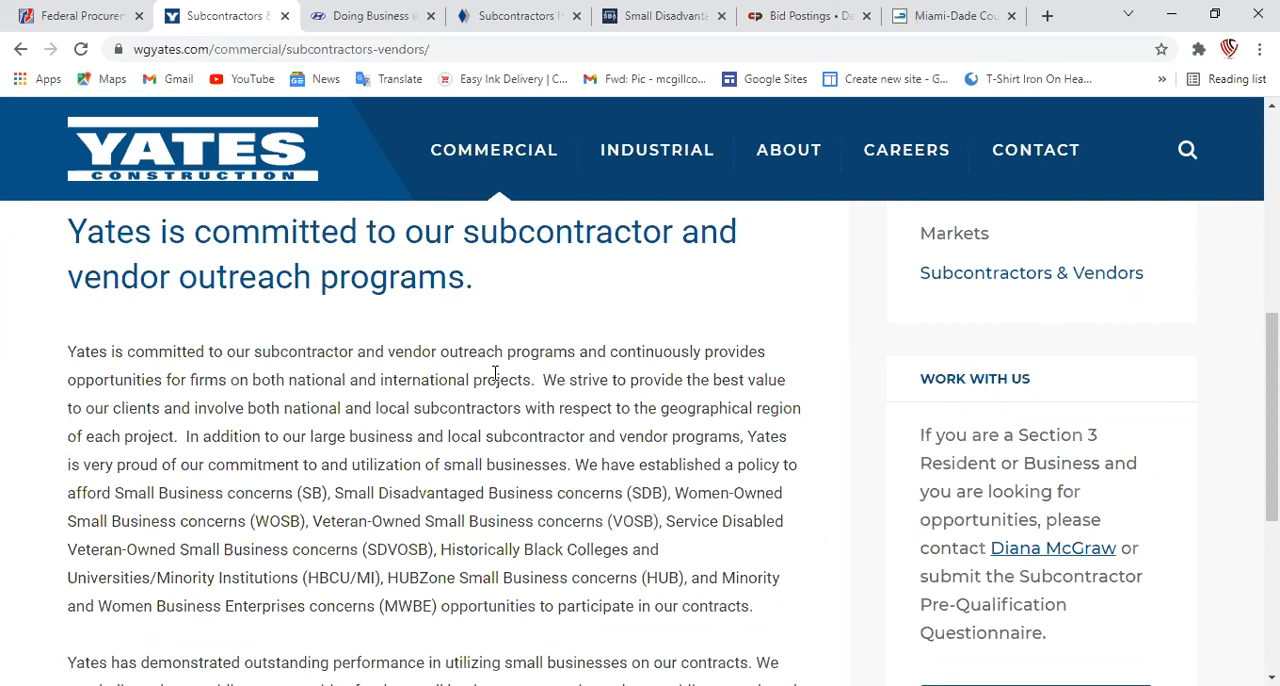 Federal Procurer
Subcontractors &
Doing Business w
Subcontractors I
SBA
Small Disadvanta
CP
Bid Postings • Da
Miami-Dade Cou
wgyates.com/commercial/subcontractors-vendors/
Apps
Maps
Gmail
YouTube
News
Translate
Easy Ink Delivery | C...
Fwd: Pic - mcgillco...
Google Sites
Create new site - G...
T-Shirt Iron On Hea...
»
Reading list
YATES
CONSTRUCTION
COMMERCIAL
INDUSTRIAL
ABOUT
CAREERS
CONTACT
Yates is committed to our subcontractor and
vendor outreach programs.
Yates is committed to our subcontractor and vendor outreach programs and continuously provides
opportunities for firms on both national and international projects. We strive to provide the best value
to our clients and involve both national and local subcontractors with respect to the geographical region
of each project. In addition to our large business and local subcontractor and vendor programs, Yates
is very proud of our commitment to and utilization of small businesses. We have established a policy to
afford Small Business concerns (SB), Small Disadvantaged Business concerns (SDB), Women-Owned
Small Business concerns (WOSB), Veteran-Owned Small Business concerns (VOSB), Service Disabled
Veteran-Owned Small Business concerns (SDVOSB), Historically Black Colleges and
Universities/Minority Institutions (HBCU/MI), HUBZone Small Business concerns (HUB), and Minority
and Women Business Enterprises concerns (MWBE) opportunities to participate in our contracts.
Yates has demonstrated outstanding performance in utilizing small businesses on our contracts. We
Markets
Subcontractors & Vendors
WORK WITH US
If you are a Section 3
Resident or Business and
you are looking for
opportunities, please
contact Diana McGraw or
submit the Subcontractor
Pre-Qualification
Questionnaire.